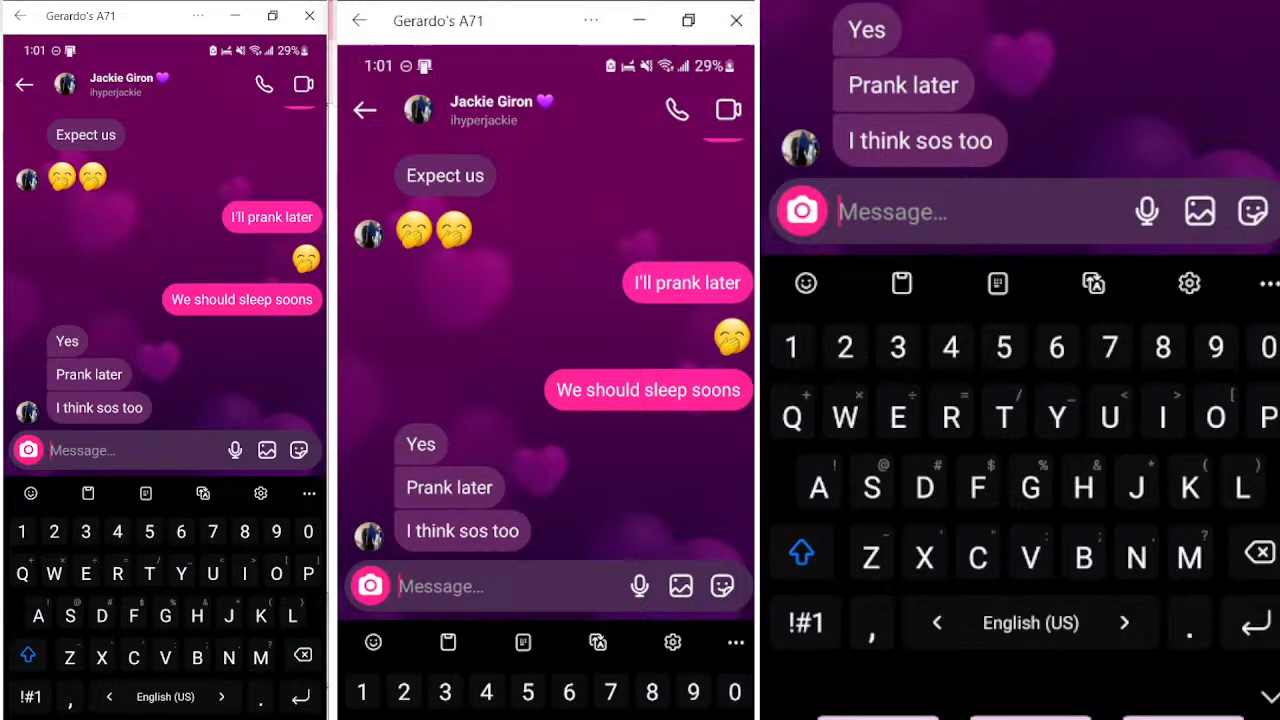 Gerardo's A71
1:01
29%
Jackie Giron 💜
ihyperjackie
Expect us
🤭🤭
I'll prank later
🤭
We should sleep soons
Yes
Prank later
I think sos too
Message...
1 2 3 4 5 6 7 8 9 0
Q W E R T Y U I O P
A S D F G H J K L
Z X C V B N M
!#1 , < English (US) > .
Gerardo's A71
1:01
29%
Jackie Giron 💜
ihyperjackie
Expect us
🤭🤭
I'll prank later
🤭
We should sleep soons
Yes
Prank later
I think sos too
Message...
1 2 3 4 5 6 7 8 9 0
Yes
Prank later
I think sos too
Message...
1 2 3 4 5 6 7 8 9 0
Q W E R T Y U I O P
A S D F G H J K L
Z X C V B N M
!#1 , < English (US) > .